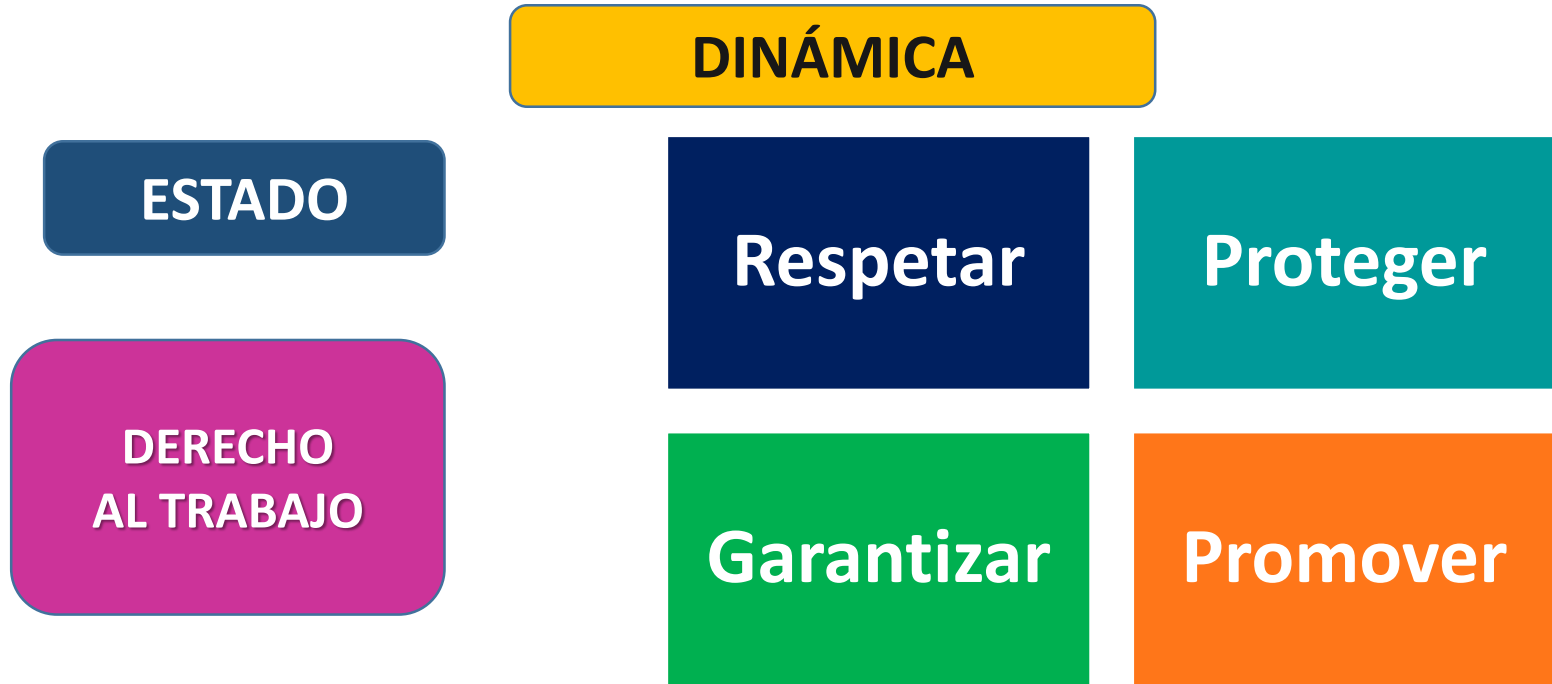 DINÁMICA
ESTADO
DERECHO
AL TRABAJO
Respetar
Proteger
Garantizar
Promover